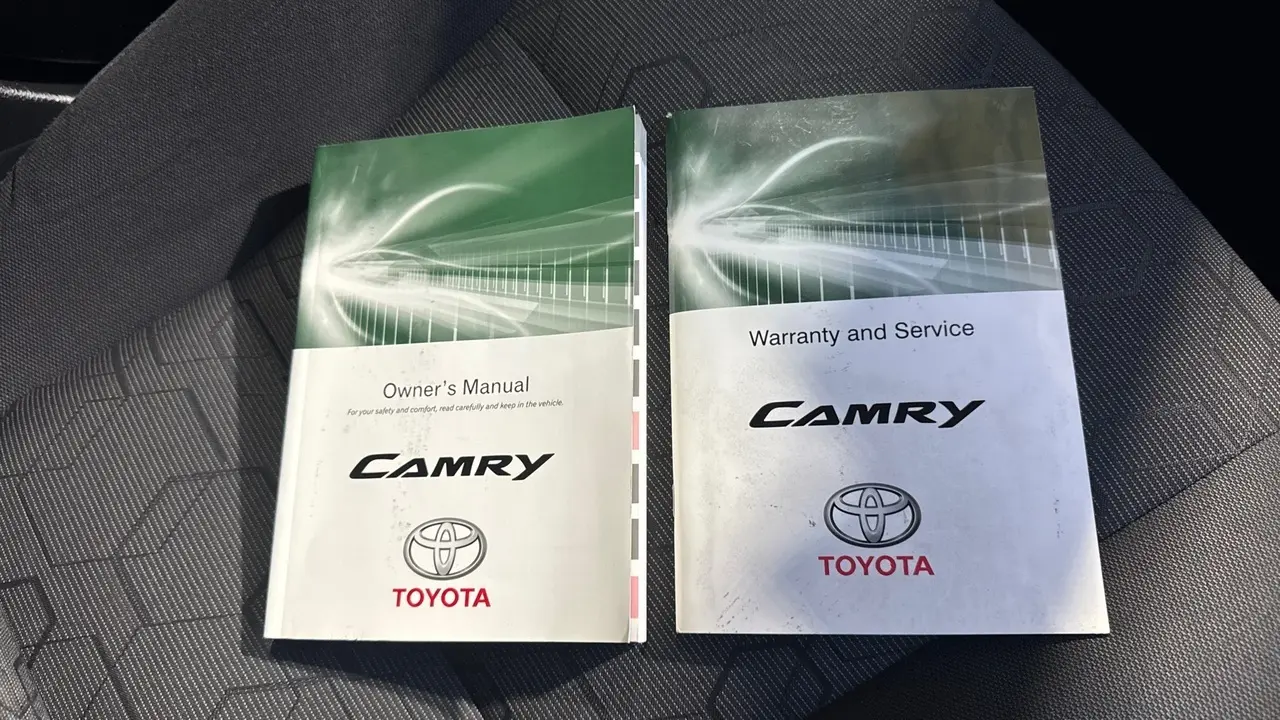 Owner's Manual
For your safety and comfort, read carefully and keep in the vehicle.
CAMRY
TOYOTA
Warranty and Service
CAMRY
TOYOTA